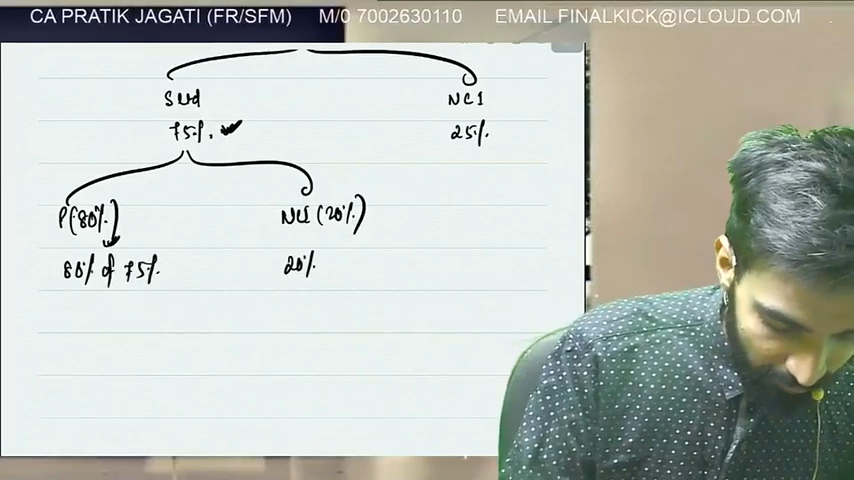 CA PRATIK JAGATI (FR/SFM) M/0 7002630110 EMAIL FINALKICK@ICLOUD.COM
Sud NCI
75%. 25%.
P(80%.) NCI (20%.)
80% of 75%. 20%.